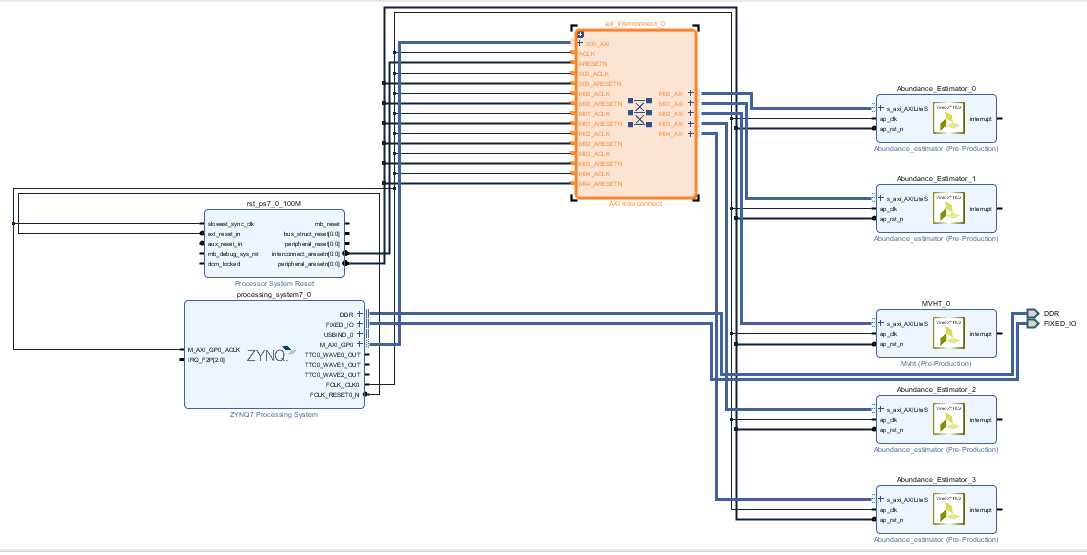 axi_interconnect_0
S00_AXI
ACLK
ARESETN
S00_ACLK
S00_ARESETN
M00_ACLK
M00_ARESETN
M01_ACLK
M01_ARESETN
M02_ACLK
M02_ARESETN
M03_ACLK
M03_ARESETN
M04_ACLK
M04_ARESETN
M00_AXI
M01_AXI
M02_AXI
M03_AXI
M04_AXI
AXI Interconnect
rst_ps7_0_100M
slowest_sync_clk
ext_reset_in
aux_reset_in
mb_debug_sys_rst
dcm_locked
mb_reset
bus_struct_reset[0:0]
peripheral_reset[0:0]
interconnect_aresetn[0:0]
peripheral_aresetn[0:0]
Processor System Reset
processing_system7_0
M_AXI_GP0_ACLK
IRQ_F2P[2:0]
ZYNQ
DDR
FIXED_IO
USBIND_0
M_AXI_GP0
TTC0_WAVE0_OUT
TTC0_WAVE1_OUT
TTC0_WAVE2_OUT
FCLK_CLK0
FCLK_RESET0_N
ZYNQ7 Processing System
Abundance_Estimator_0
s_axi_AXILiteS
ap_clk
ap_rst_n
interrupt
Abundance_estimator (Pre-Production)
Abundance_Estimator_1
s_axi_AXILiteS
ap_clk
ap_rst_n
interrupt
Abundance_estimator (Pre-Production)
MVHT_0
s_axi_AXILiteS
ap_clk
ap_rst_n
interrupt
Mvht (Pre-Production)
DDR
FIXED_IO
Abundance_Estimator_2
s_axi_AXILiteS
ap_clk
ap_rst_n
interrupt
Abundance_estimator (Pre-Production)
Abundance_Estimator_3
s_axi_AXILiteS
ap_clk
ap_rst_n
interrupt
Abundance_estimator (Pre-Production)